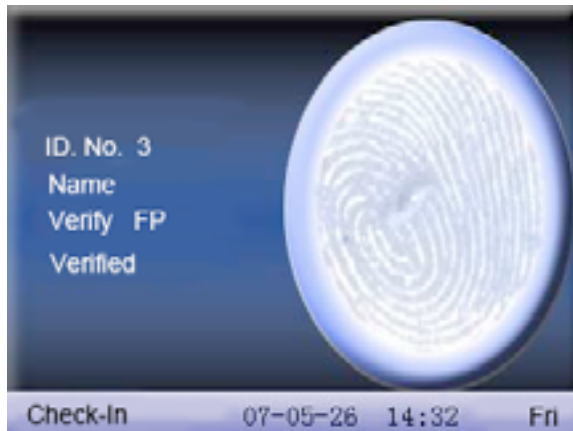 ID. No. 3
Name
Verify FP
Verified
Check-In 07-05-26 14:32 Fri